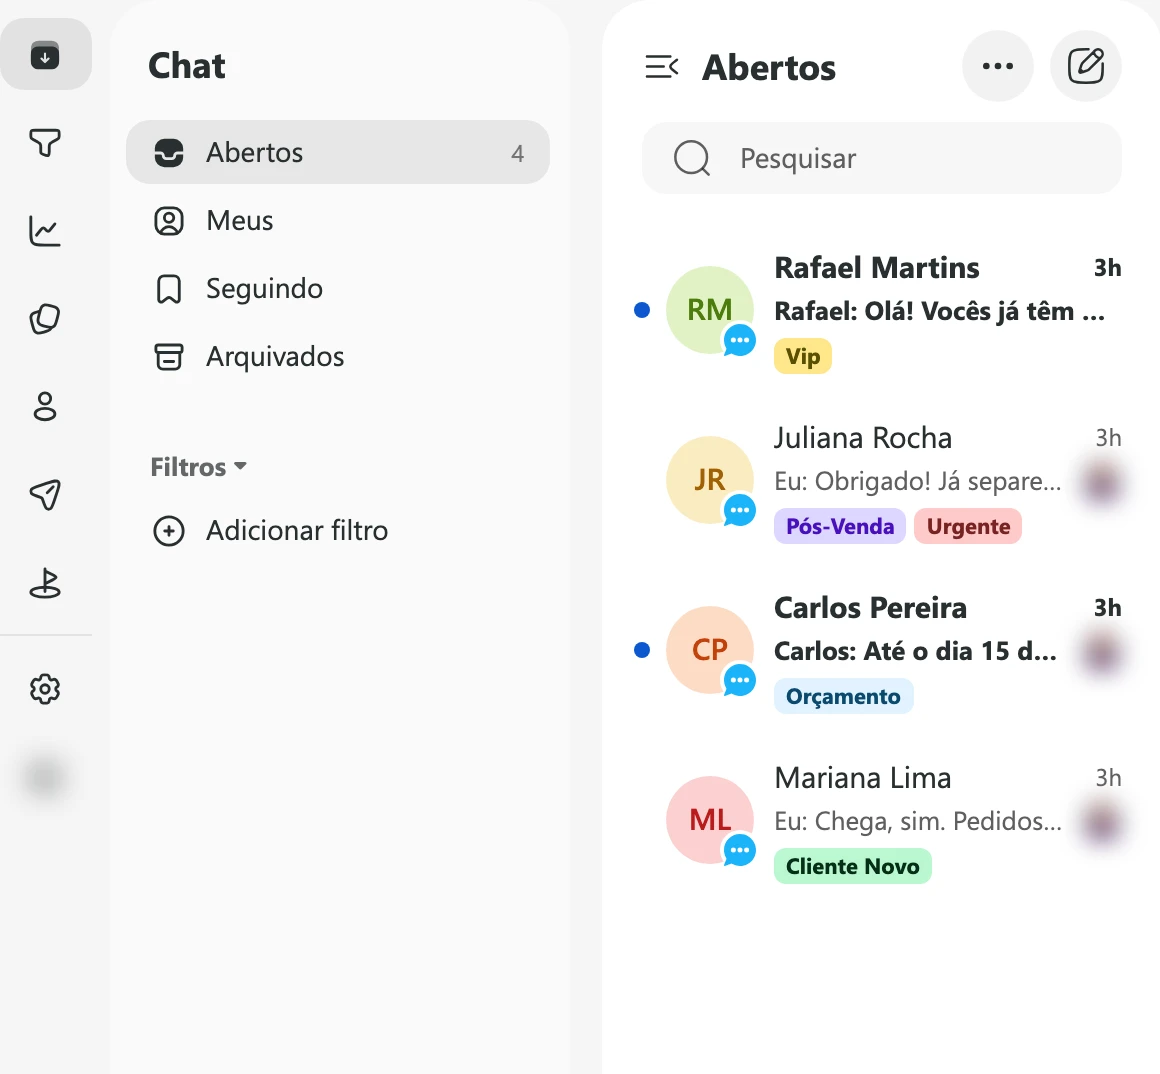 Chat
Abertos 4
Meus
Seguindo
Arquivados
Filtros
Adicionar filtro
Abertos
Pesquisar
RM
Rafael Martins 3h
Rafael: Olá! Vocês já têm ...
Vip
JR
Juliana Rocha 3h
Eu: Obrigado! Já separe...
Pós-Venda Urgente
CP
Carlos Pereira 3h
Carlos: Até o dia 15 d...
Orçamento
ML
Mariana Lima 3h
Eu: Chega, sim. Pedidos...
Cliente Novo